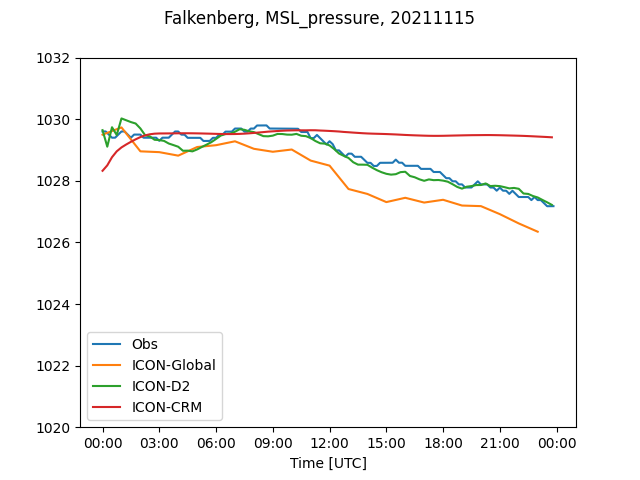 Falkenberg, MSL_pressure, 20211115
1032
1030
1028
1026
1024
1022
1020
Obs
ICON-Global
ICON-D2
ICON-CRM
00:00 03:00 06:00 09:00 12:00 15:00 18:00 21:00 00:00
Time [UTC]